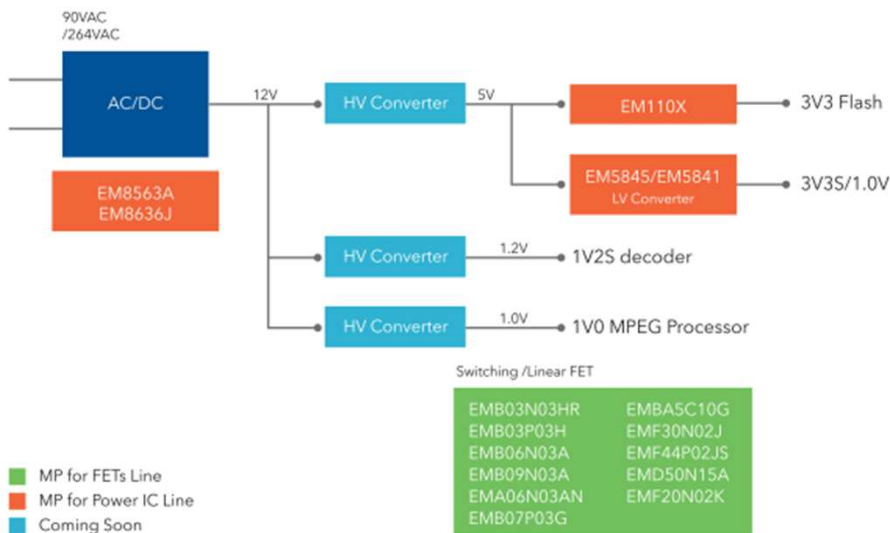 90VAC
/264VAC
AC/DC
12V
HV Converter
5V
EM110X
3V3 Flash
EM8563A
EM8636J
EM5845/EM5841
LV Converter
3V3S/1.0V
HV Converter
1.2V
1V2S decoder
HV Converter
1.0V
1V0 MPEG Processor
Switching /Linear FET
EMB03N03HR
EMB03P03H
EMB06N03A
EMB09N03A
EMA06N03AN
EMB07P03G
EMBA5C10G
EMF30N02J
EMF44P02JS
EMD50N15A
EMF20N02K
MP for FETs Line
MP for Power IC Line
Coming Soon